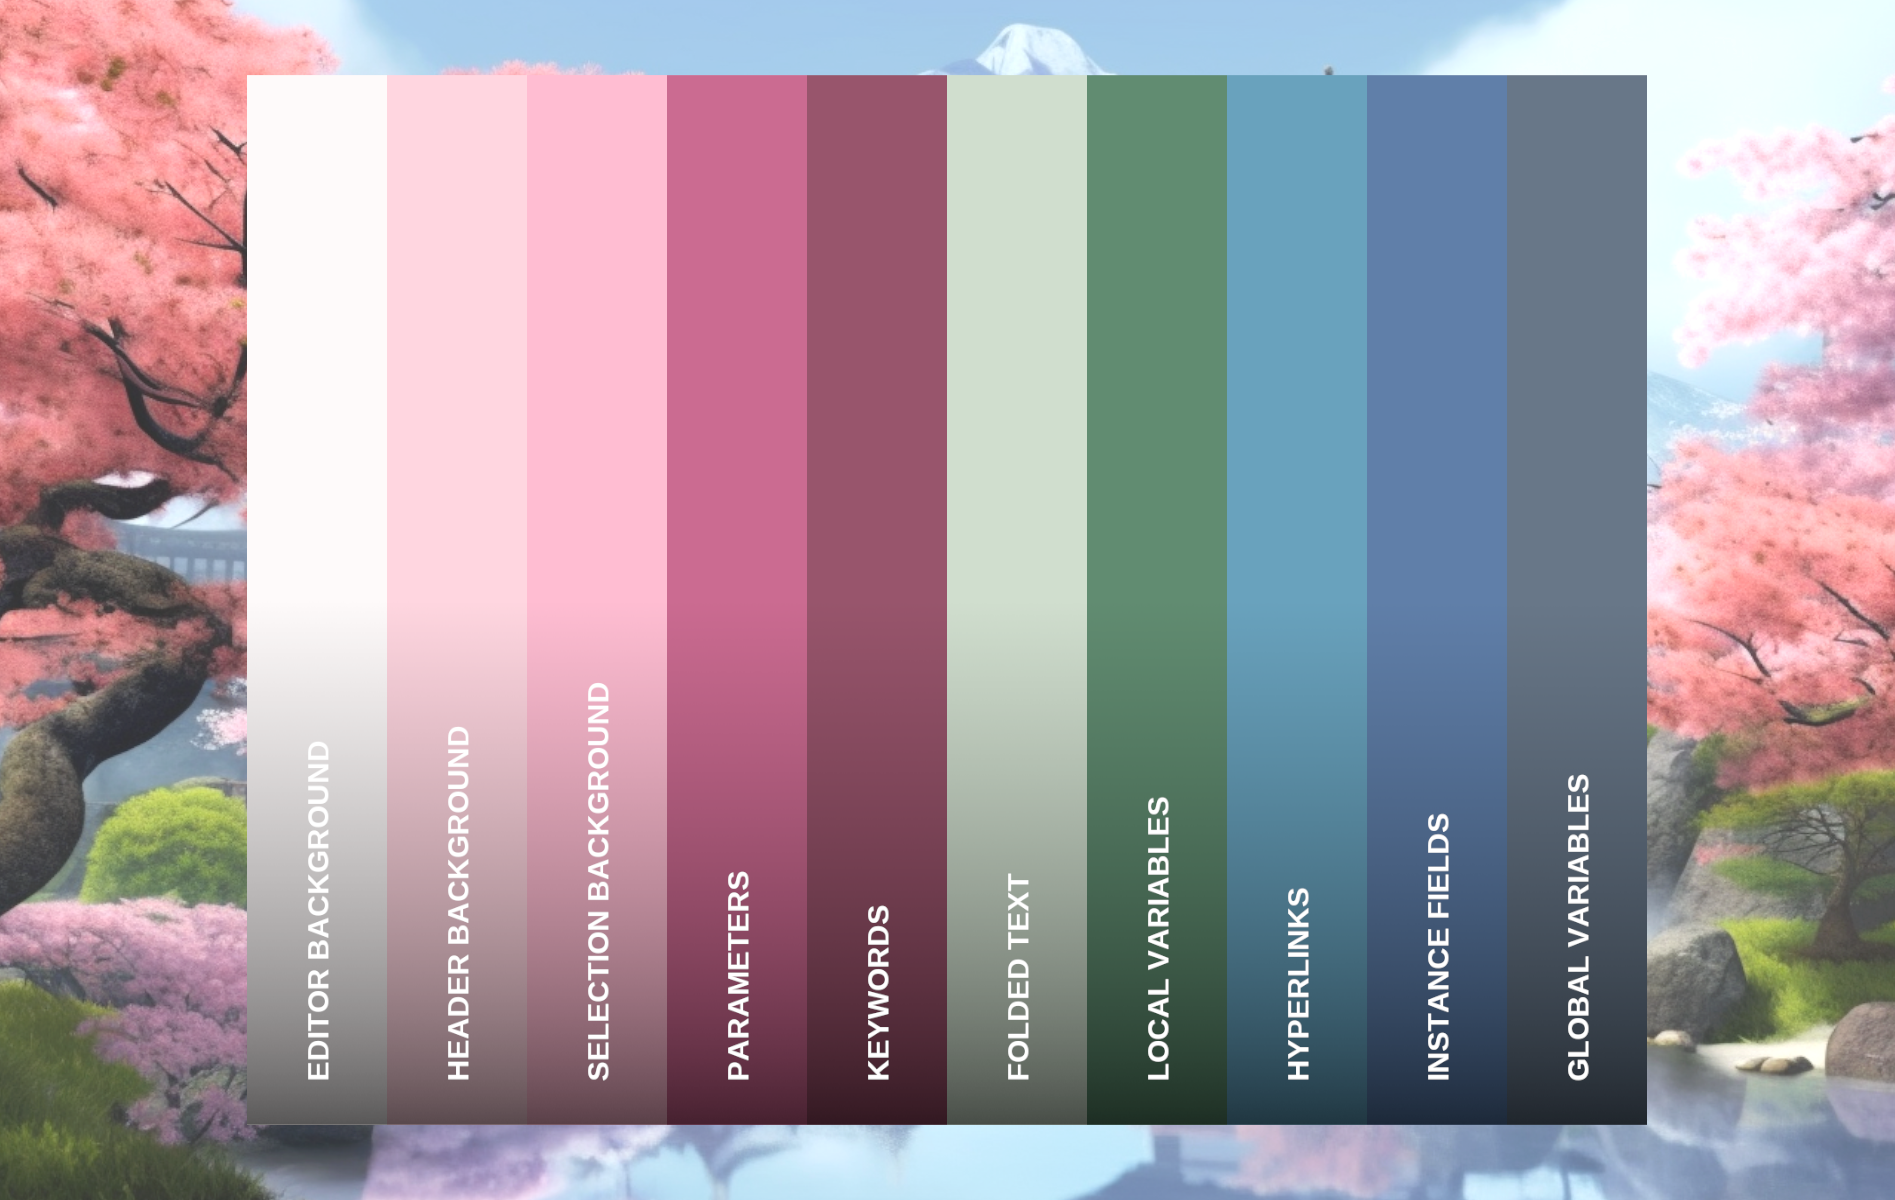 EDITOR BACKGROUND
HEADER BACKGROUND
SELECTION BACKGROUND
PARAMETERS
KEYWORDS
FOLDED TEXT
LOCAL VARIABLES
HYPERLINKS
INSTANCE FIELDS
GLOBAL VARIABLES